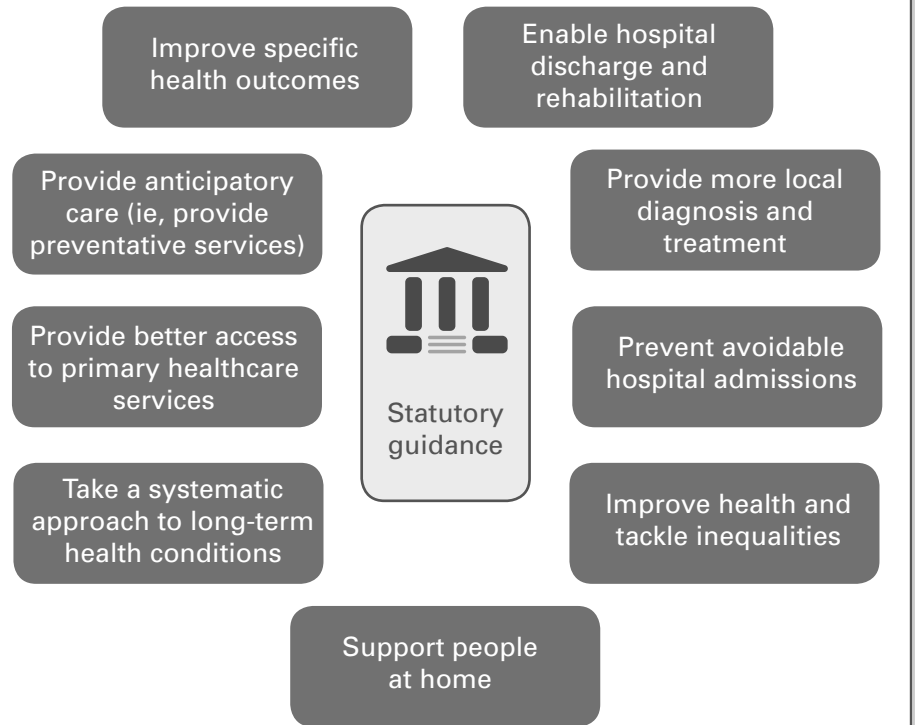 Improve specific
health outcomes
Enable hospital
discharge and
rehabilitation
Provide anticipatory
care (ie, provide
preventative services)
Provide more local
diagnosis and
treatment
Provide better access
to primary healthcare
services
Statutory
guidance
Prevent avoidable
hospital admissions
Take a systematic
approach to long-term
health conditions
Improve health and
tackle inequalities
Support people
at home